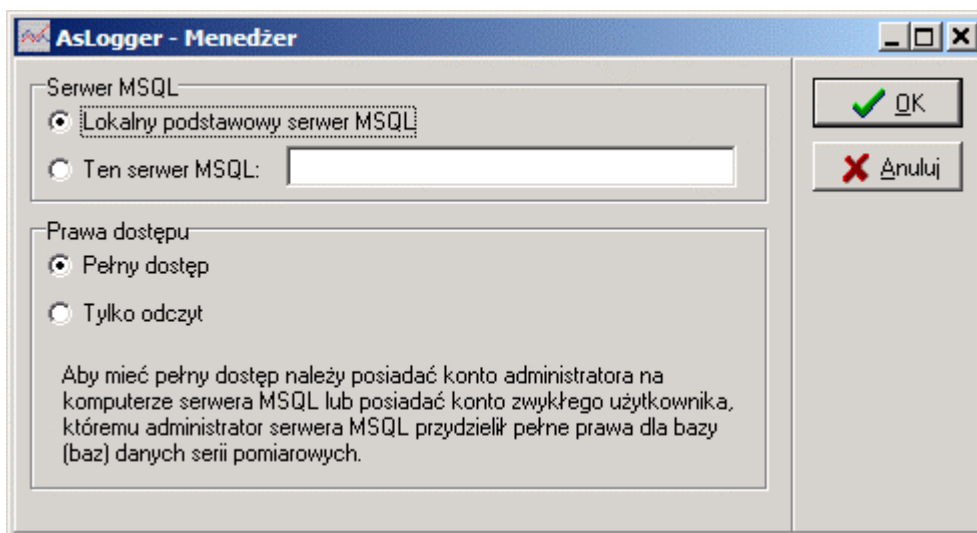 AsLogger - Menedżer
Serwer MSQL
Lokalny podstawowy serwer MSQL
Ten serwer MSQL:
OK
Anuluj
Prawa dostępu
Pełny dostęp
Tylko odczyt
Aby mieć pełny dostęp należy posiadać konto administratora na
komputerze serwera MSQL lub posiadać konto zwykłego użytkownika,
któremu administrator serwera MSQL przydzielił pełne prawa dla bazy
(baz) danych serii pomiarowych.